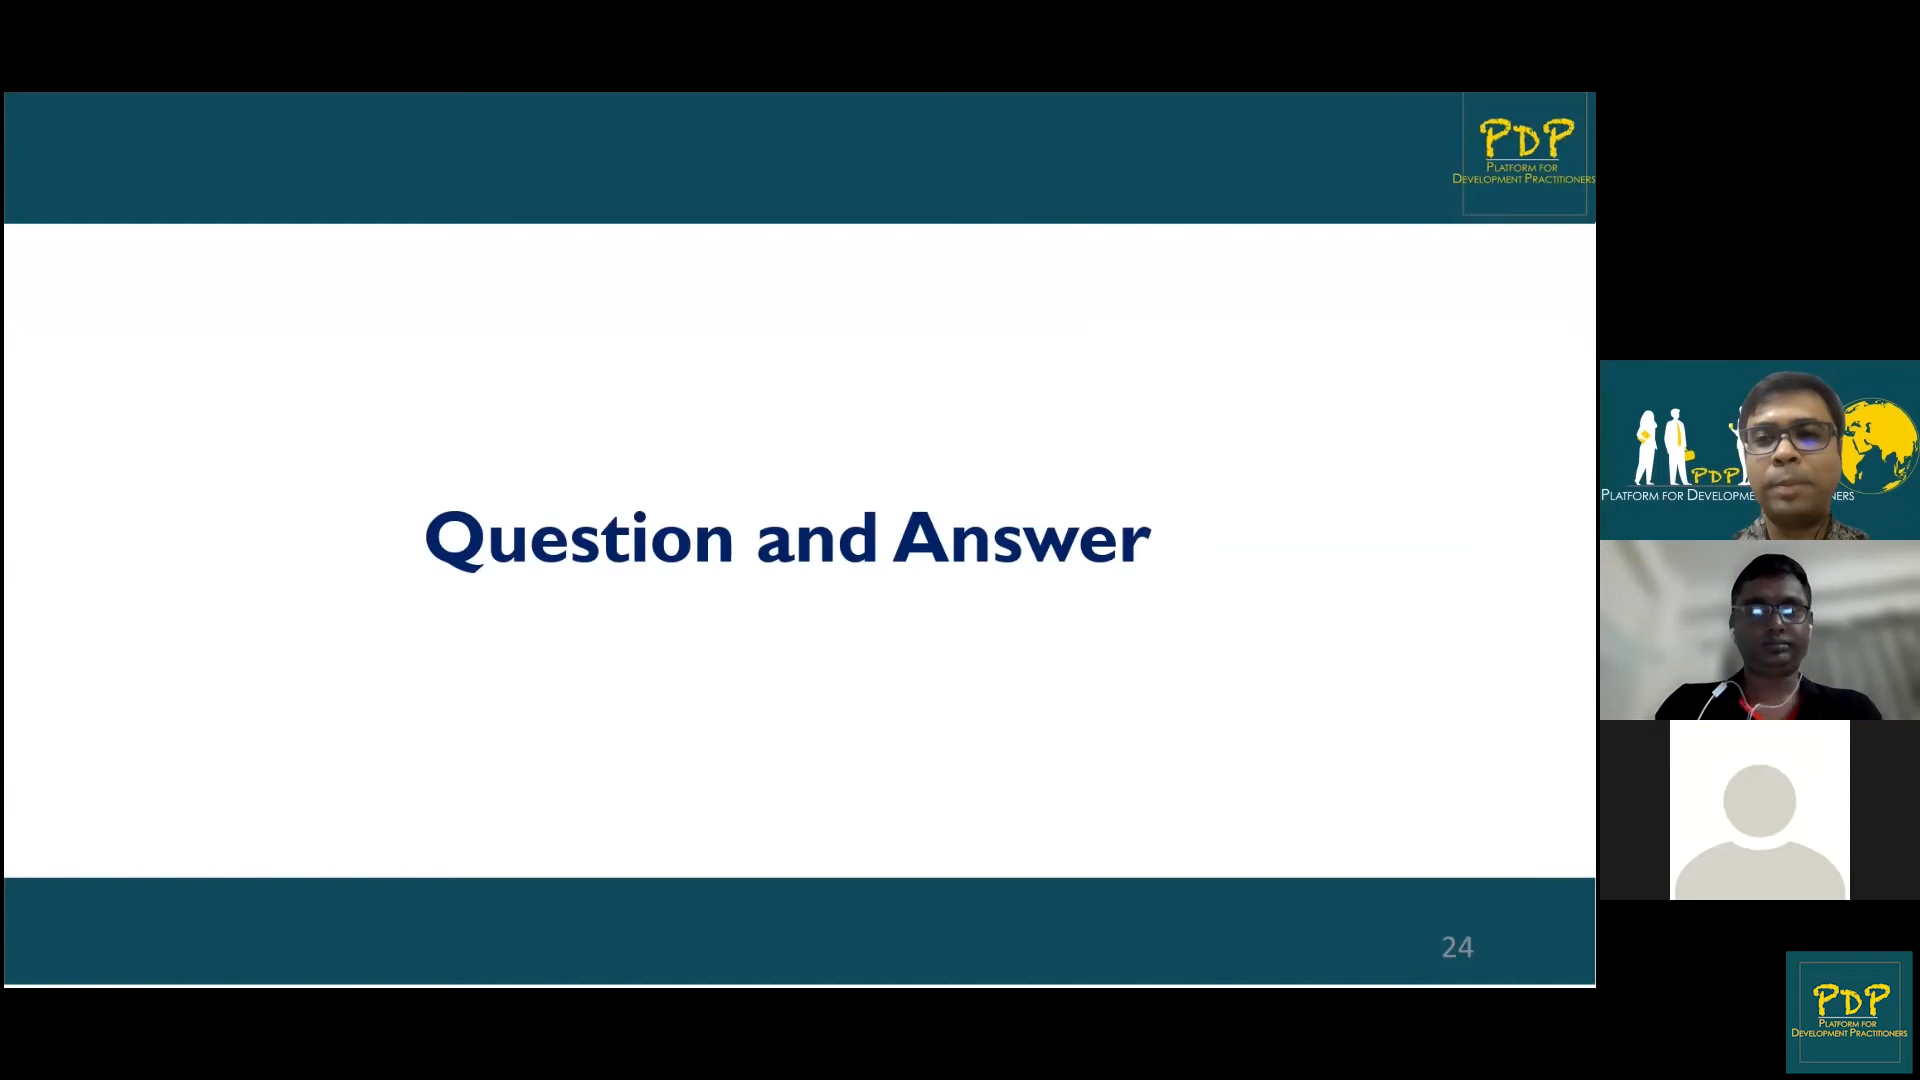 PDP
PLATFORM FOR
DEVELOPMENT PRACTITIONERS
Question and Answer
24
PDP
PLATFORM FOR DEVELOPME NERS
PDP
PLATFORM FOR
DEVELOPMENT PRACTITIONERS